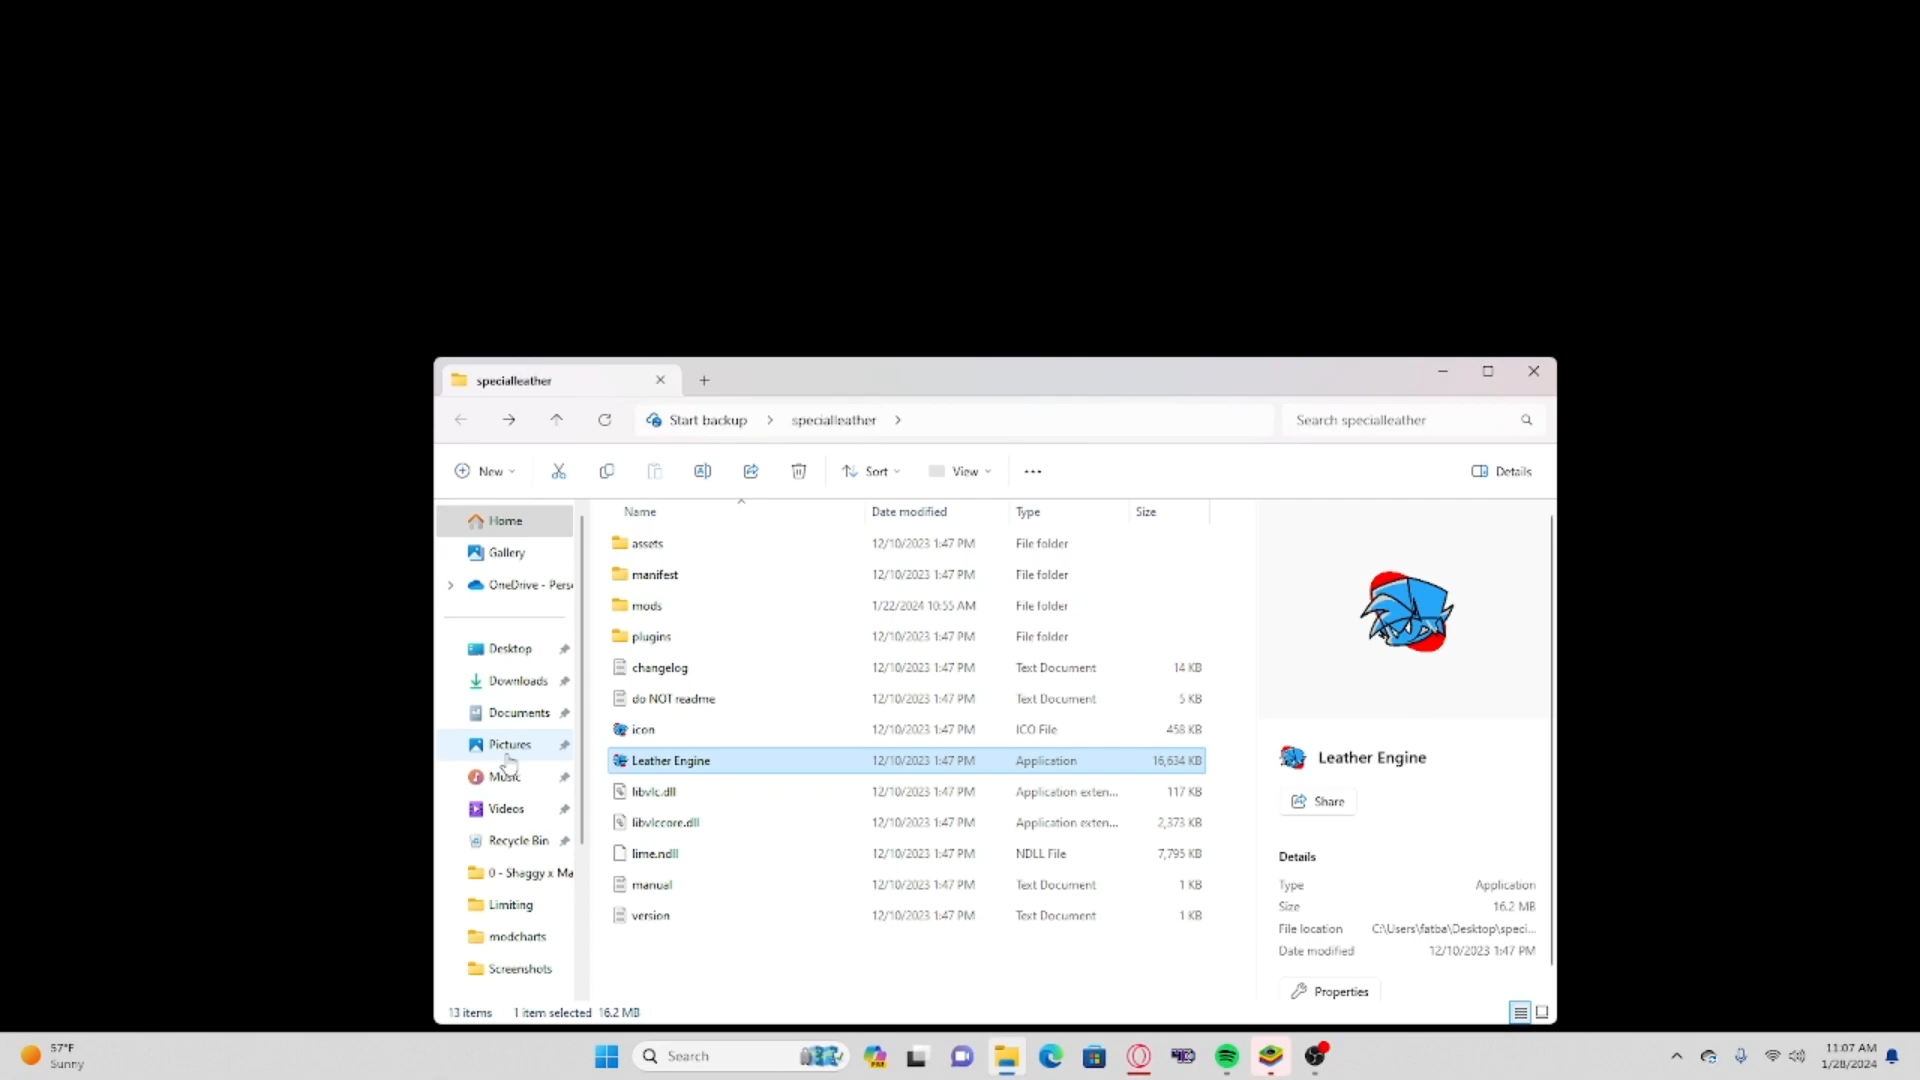 specialleather
Start backup
specialleather
Search specialleather
New
Sort
View
Details
Home
Gallery
OneDrive - Pers
Desktop
Downloads
Documents
Pictures
Music
Videos
Recycle Bin
0 - Shaggy x Ma
Limiting
modcharts
Screenshots
Name Date modified Type Size
assets 12/10/2023 1:47 PM File folder
manifest 12/10/2023 1:47 PM File folder
mods 1/22/2024 10:55 AM File folder
plugins 12/10/2023 1:47 PM File folder
changelog 12/10/2023 1:47 PM Text Document 14 KB
do NOT readme 12/10/2023 1:47 PM Text Document 5 KB
icon 12/10/2023 1:47 PM ICO File 458 KB
Leather Engine 12/10/2023 1:47 PM Application 16,634 KB
libvlc.dll 12/10/2023 1:47 PM Application exten... 117 KB
libvlccore.dll 12/10/2023 1:47 PM Application exten... 2,373 KB
lime.ndll 12/10/2023 1:47 PM NDLL File 7,795 KB
manual 12/10/2023 1:47 PM Text Document 1 KB
version 12/10/2023 1:47 PM Text Document 1 KB
Leather Engine
Share
Details
Type Application
Size 16.2 MB
File location C:\Users\fatba\Desktop\speci...
Date modified 12/10/2023 1:47 PM
Properties
13 items 1 item selected 16.2 MB
57°F
Sunny
Search
11:07 AM
1/28/2024